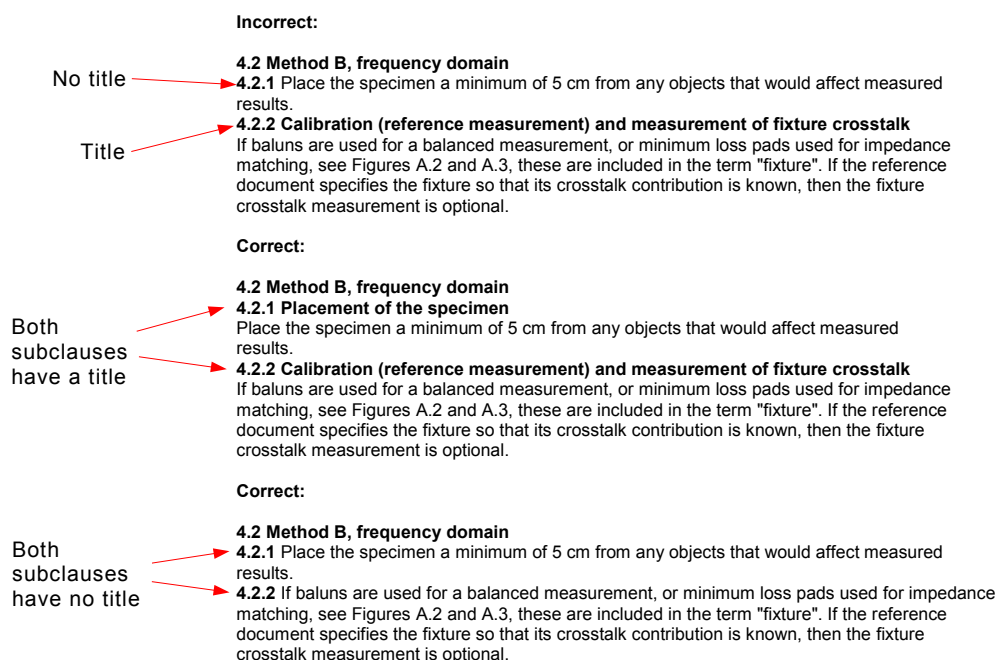 Incorrect:
4.2 Method B, frequency domain
No title
4.2.1 Place the specimen a minimum of 5 cm from any objects that would affect measured
results.
Title
4.2.2 Calibration (reference measurement) and measurement of fixture crosstalk
If baluns are used for a balanced measurement, or minimum loss pads used for impedance
matching, see Figures A.2 and A.3, these are included in the term "fixture". If the reference
document specifies the fixture so that its crosstalk contribution is known, then the fixture
crosstalk measurement is optional.
Correct:
4.2 Method B, frequency domain
Both
subclauses
have a title
4.2.1 Placement of the specimen
Place the specimen a minimum of 5 cm from any objects that would affect measured
results.
4.2.2 Calibration (reference measurement) and measurement of fixture crosstalk
If baluns are used for a balanced measurement, or minimum loss pads used for impedance
matching, see Figures A.2 and A.3, these are included in the term "fixture". If the reference
document specifies the fixture so that its crosstalk contribution is known, then the fixture
crosstalk measurement is optional.
Correct:
4.2 Method B, frequency domain
Both
subclauses
have no title
4.2.1 Place the specimen a minimum of 5 cm from any objects that would affect measured
results.
4.2.2 If baluns are used for a balanced measurement, or minimum loss pads used for impedance
matching, see Figures A.2 and A.3, these are included in the term "fixture". If the reference
document specifies the fixture so that its crosstalk contribution is known, then the fixture
crosstalk measurement is optional.